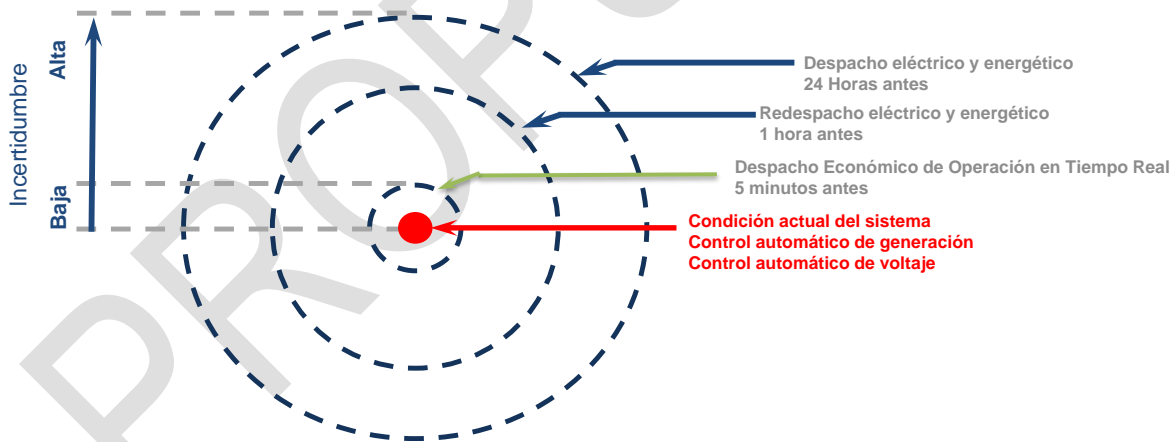 Incertidumbre
Alta
Baja
Despacho eléctrico y energético
24 Horas antes
Redespacho eléctrico y energético
1 hora antes
Despacho Económico de Operación en Tiempo Real
5 minutos antes
Condición actual del sistema
Control automático de generación
Control automático de voltaje